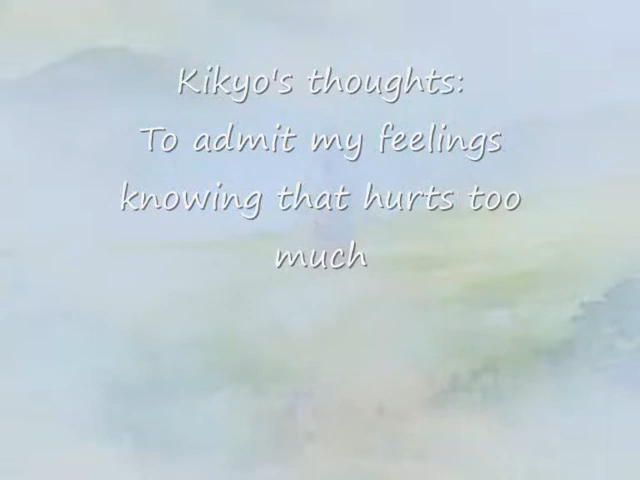 Kikyo's thoughts:
To admit my feelings
knowing that hurts too
much